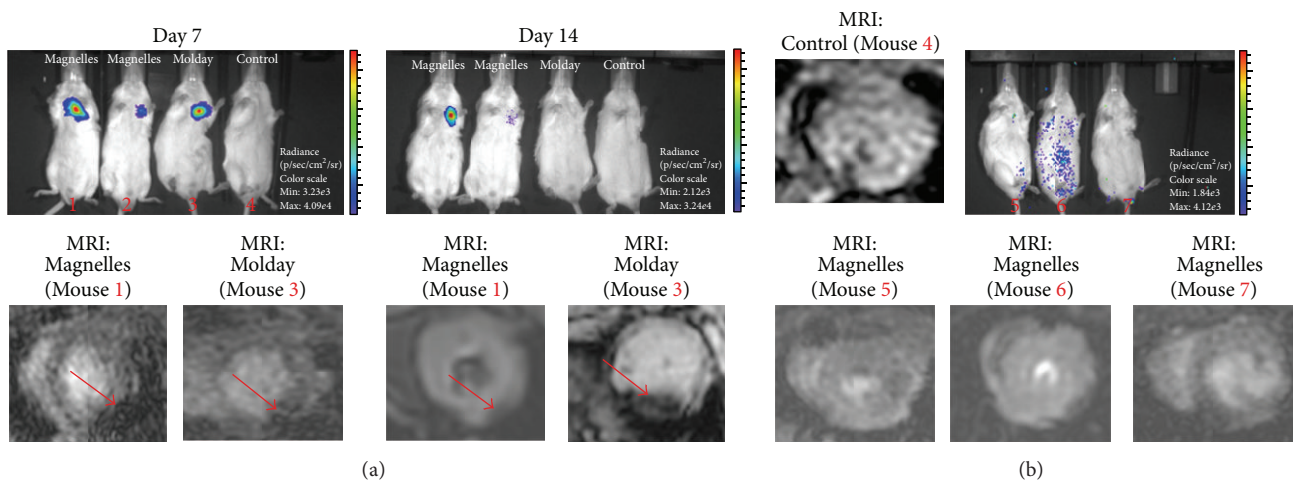 Day 7
Magnelles Magnelles Molday Control
Radiance
(p/sec/cm²/sr)
Color scale
Min: 3.23e3
Max: 4.09e4
1 2 3 4
Day 14
Magnelles Magnelles Molday Control
Radiance
(p/sec/cm²/sr)
Color scale
Min: 2.12e3
Max: 3.24e4
MRI:
Control (Mouse 4)
Radiance
(p/sec/cm²/sr)
Color scale
Min: 1.84e3
Max: 4.12e3
5 6 7
MRI:
Magnelles
(Mouse 1)
MRI:
Molday
(Mouse 3)
MRI:
Magnelles
(Mouse 1)
MRI:
Molday
(Mouse 3)
MRI:
Magnelles
(Mouse 5)
MRI:
Magnelles
(Mouse 6)
MRI:
Magnelles
(Mouse 7)
(a)
(b)